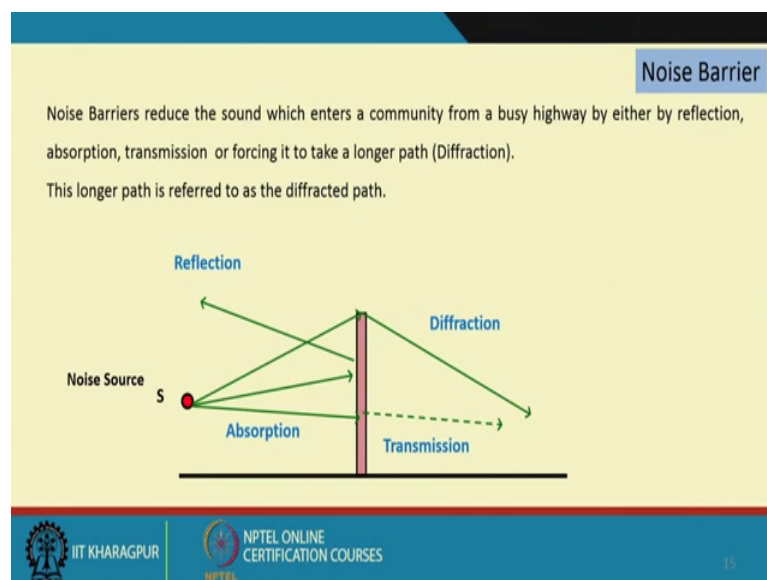 Noise Barrier
Noise Barriers reduce the sound which enters a community from a busy highway by either by reflection,
absorption, transmission or forcing it to take a longer path (Diffraction).
This longer path is referred to as the diffracted path.
Reflection
Diffraction
Noise Source
S
Absorption
Transmission
IIT KHARAGPUR
NPTEL ONLINE
CERTIFICATION COURSES
NPTEL
15